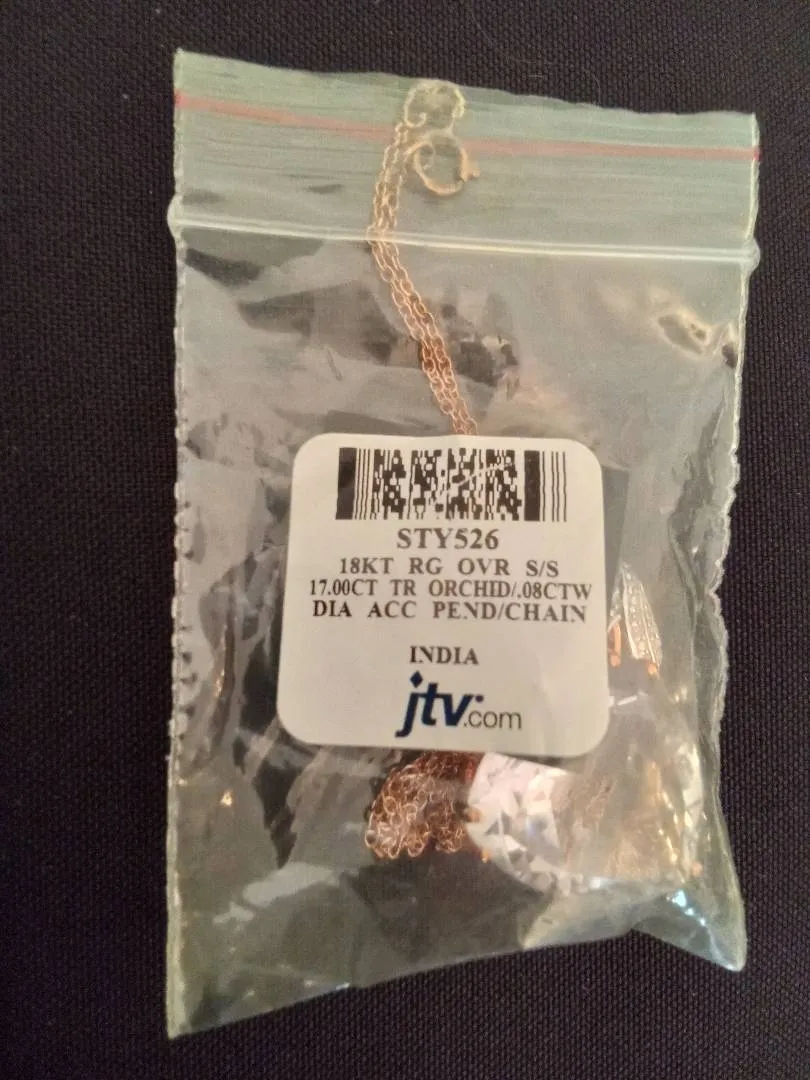 STY526
18KT RG OVR S/S
17.00CT TR ORCHID/.08CTW
DIA ACC PEND/CHAIN
INDIA
jtv.com